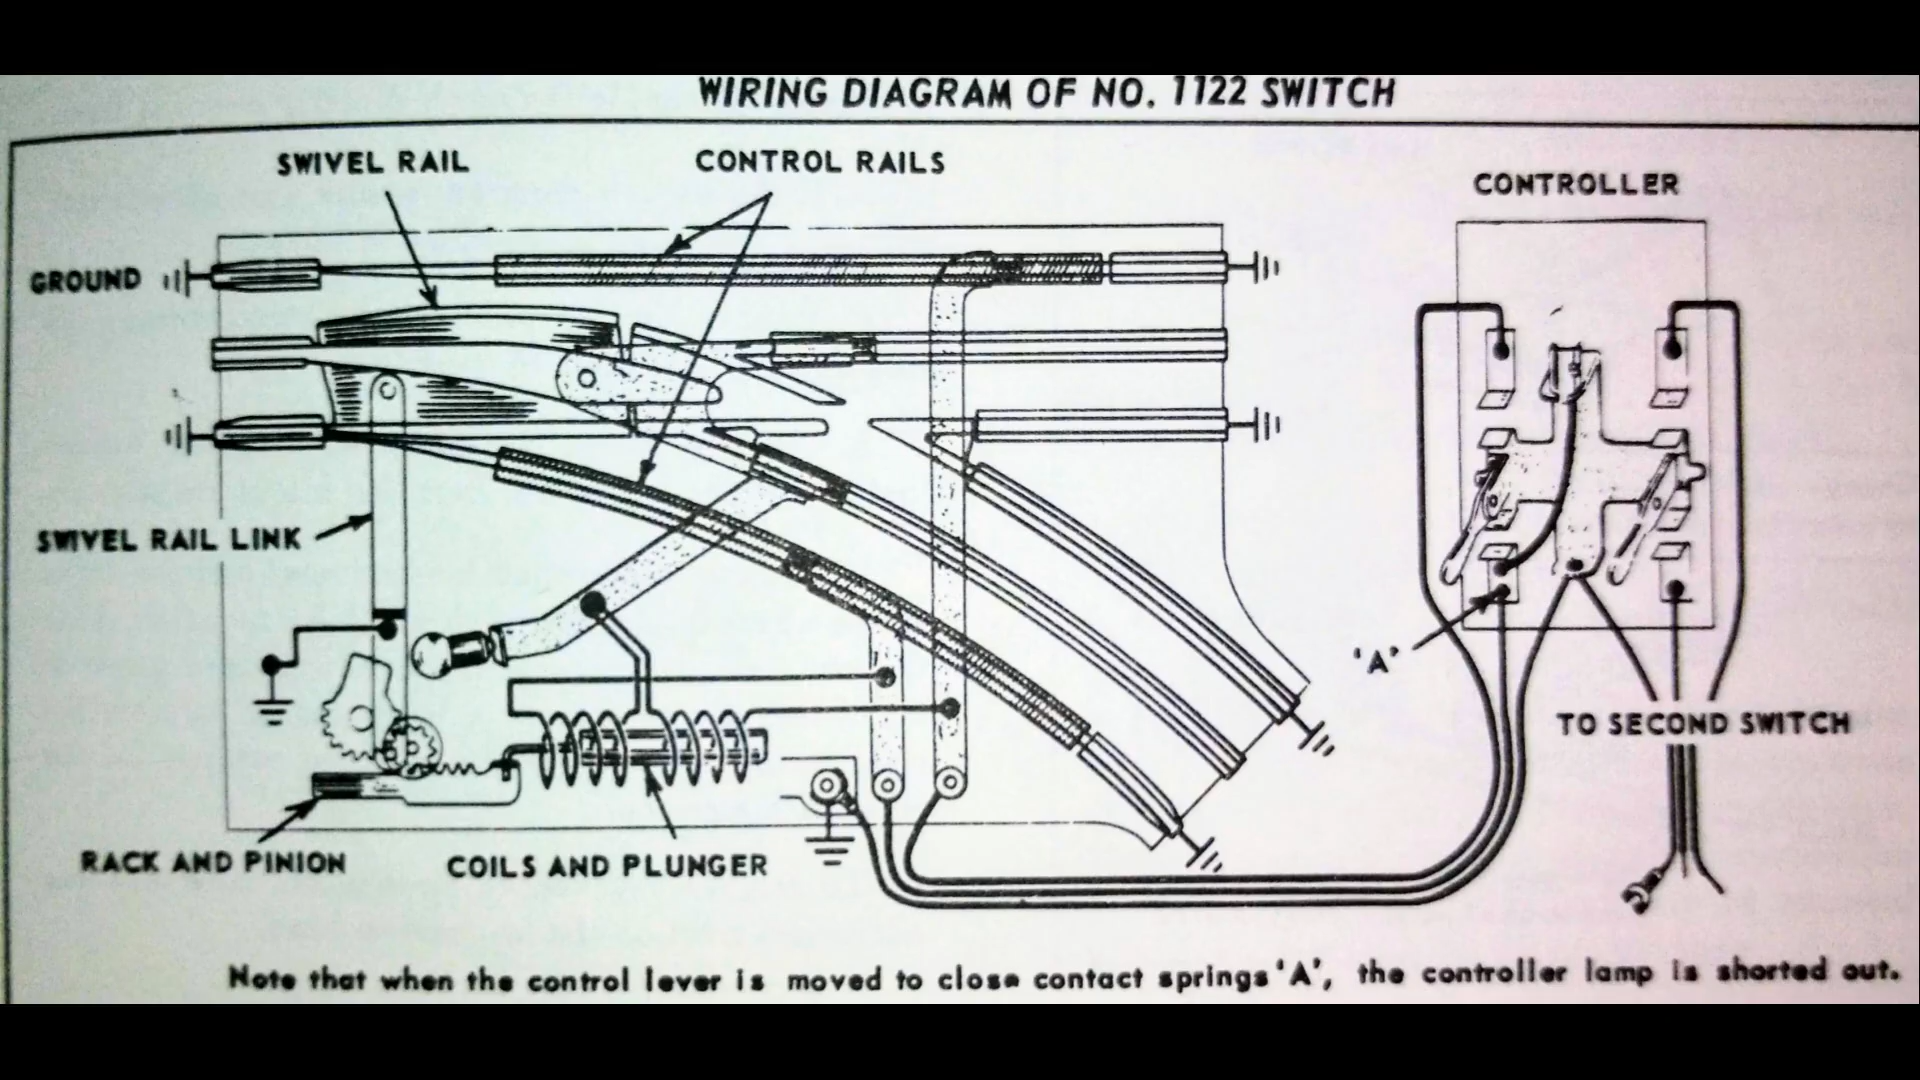 WIRING DIAGRAM OF NO. 1122 SWITCH
SWIVEL RAIL
CONTROL RAILS
CONTROLLER
GROUND
SWIVEL RAIL LINK
'A'
TO SECOND SWITCH
RACK AND PINION
COILS AND PLUNGER
Note that when the control lever is moved to close contact springs 'A', the controller lamp is shorted out.